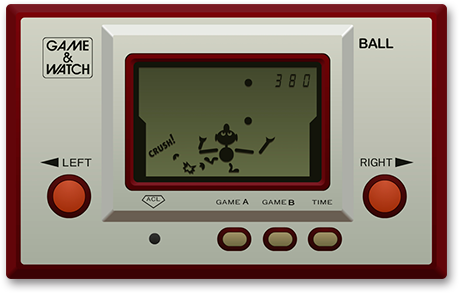 GAME
&
WATCH
BALL
380
CRUSH!
LEFT
RIGHT
ACL
GAME A
GAME B
TIME